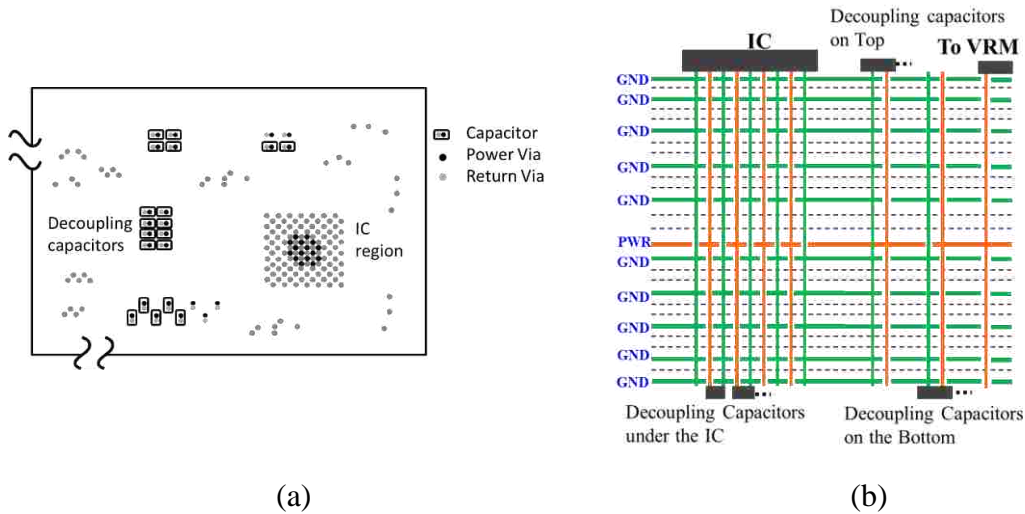 Capacitor
Power Via
Return Via
Decoupling
capacitors
IC
region
(a)
Decoupling capacitors
on Top
IC
To VRM
GND
GND
GND
GND
GND
PWR
GND
GND
GND
GND
GND
Decoupling Capacitors
under the IC
Decoupling Capacitors
on the Bottom
(b)